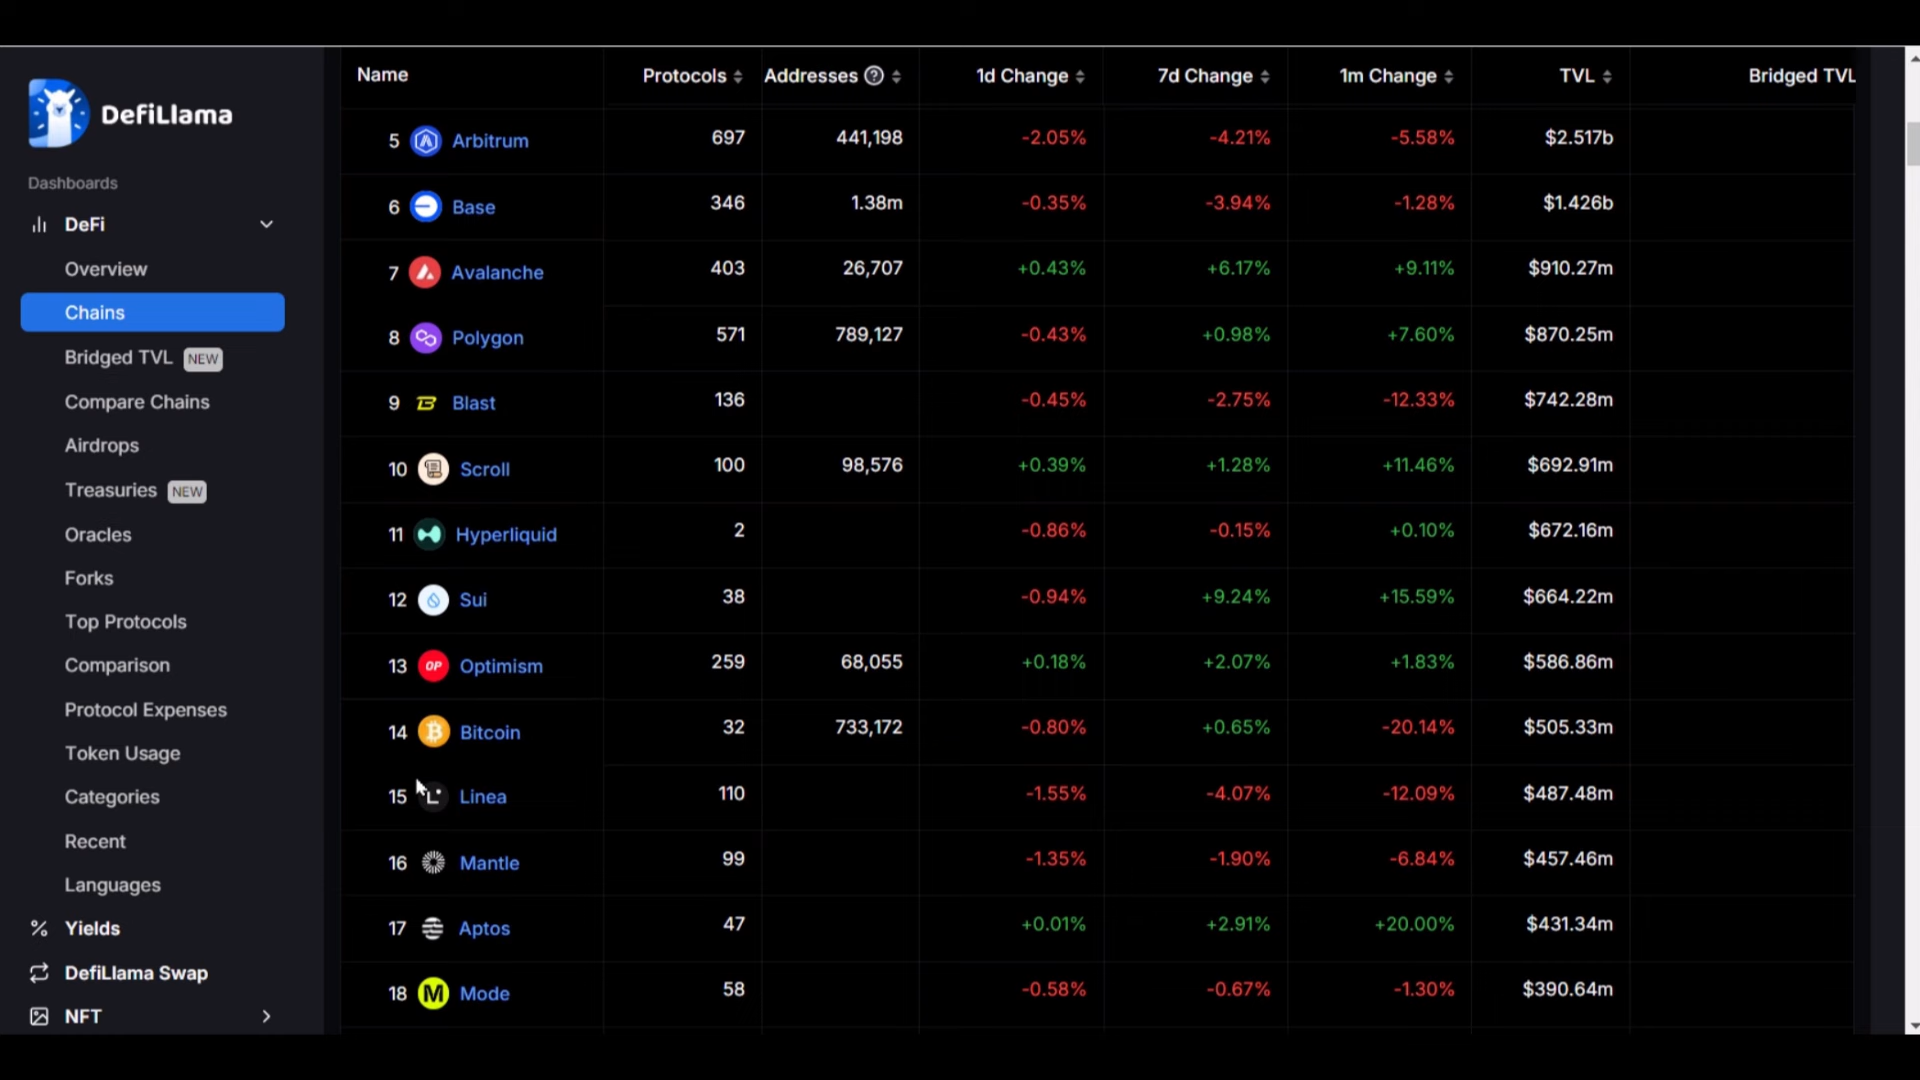 DefiLlama
Dashboards
DeFi
Overview
Chains
Bridged TVL NEW
Compare Chains
Airdrops
Treasuries NEW
Oracles
Forks
Top Protocols
Comparison
Protocol Expenses
Token Usage
Categories
Recent
Languages
Yields
DefiLlama Swap
NFT
Name Protocols Addresses ? 1d Change 7d Change 1m Change TVL Bridged TVL
5 Arbitrum 697 441,198 -2.05% -4.21% -5.58% $2.517b
6 Base 346 1.38m -0.35% -3.94% -1.28% $1.426b
7 Avalanche 403 26,707 +0.43% +6.17% +9.11% $910.27m
8 Polygon 571 789,127 -0.43% +0.98% +7.60% $870.25m
9 Blast 136 -0.45% -2.75% -12.33% $742.28m
10 Scroll 100 98,576 +0.39% +1.28% +11.46% $692.91m
11 Hyperliquid 2 -0.86% -0.15% +0.10% $672.16m
12 Sui 38 -0.94% +9.24% +15.59% $664.22m
13 OP Optimism 259 68,055 +0.18% +2.07% +1.83% $586.86m
14 Bitcoin 32 733,172 -0.80% +0.65% -20.14% $505.33m
15 Linea 110 -1.55% -4.07% -12.09% $487.48m
16 Mantle 99 -1.35% -1.90% -6.84% $457.46m
17 Aptos 47 +0.01% +2.91% +20.00% $431.34m
18 M Mode 58 -0.58% -0.67% -1.30% $390.64m